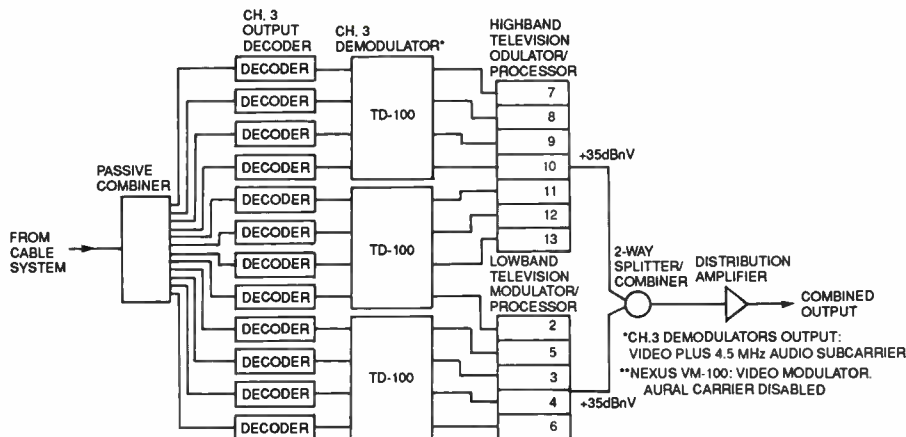 CH. 3
OUTPUT
DECODER
CH. 3
DEMODULATOR*
HIGHBAND
TELEVISION
ODULATOR/
PROCESSOR
DECODER
DECODER
DECODER
DECODER
DECODER
DECODER
DECODER
DECODER
DECODER
DECODER
DECODER
DECODER
TD-100
TD-100
TD-100
7
8
9
10
11
12
13
+35dBnV
PASSIVE
COMBINER
FROM
CABLE
SYSTEM
LOWBAND
TELEVISION
MODULATOR/
PROCESSOR
2
5
3
4
6
+35dBnV
2-WAY
SPLITTER/
COMBINER
DISTRIBUTION
AMPLIFIER
COMBINED
OUTPUT
*CH.3 DEMODULATORS OUTPUT:
VIDEO PLUS 4.5 MHz AUDIO SUBCARRIER
**NEXUS VM-100: VIDEO MODULATOR.
AURAL CARRIER DISABLED